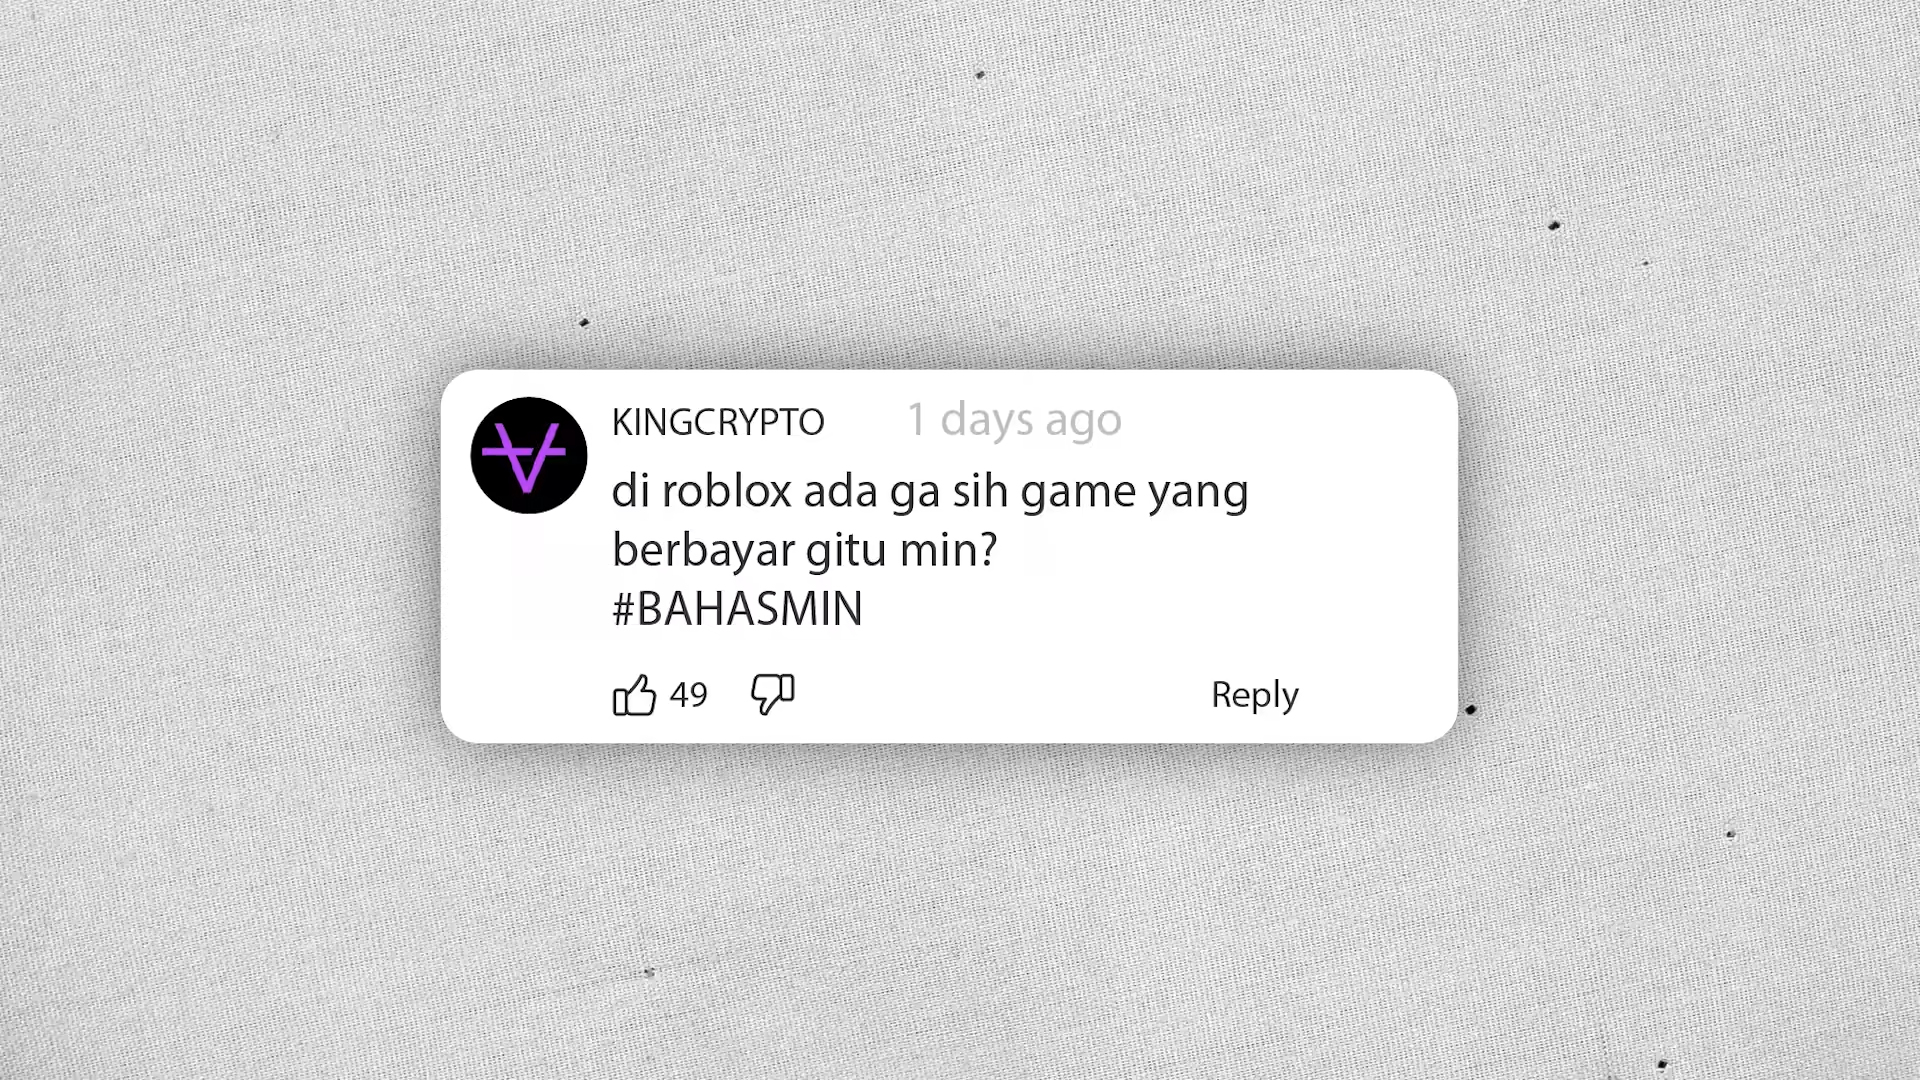 KINGCRYPTO 1 days ago
di roblox ada ga sih game yang
berbayar gitu min?
#BAHASMIN
49 Reply